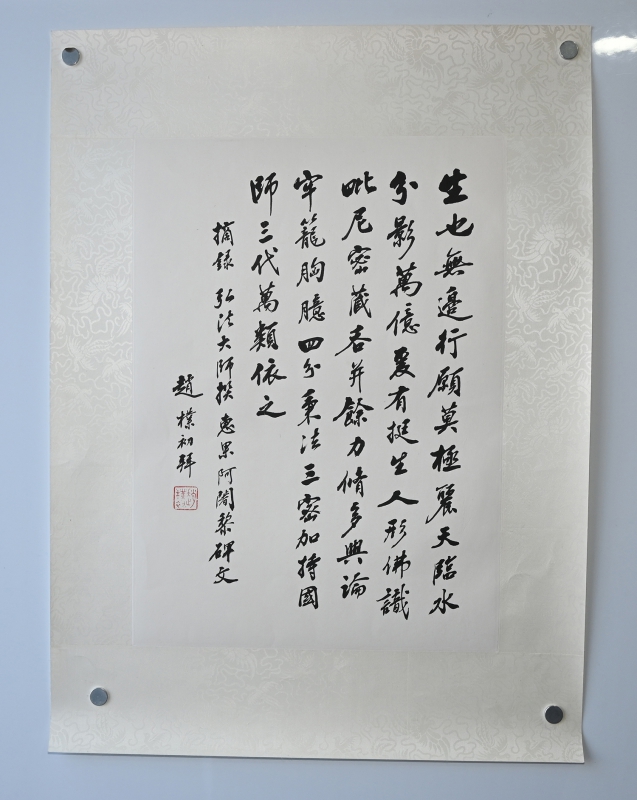 生也無邊行願莫極麗天臨水
分影萬億爰有挺生人形佛識
毗尼密藏吞并餘力脩多與論
牢籠胸臆四分秉法三密加持國
師三代萬類依之
摘録 弘法大師撰 惠果阿闍黎碑文
趙樸初拜